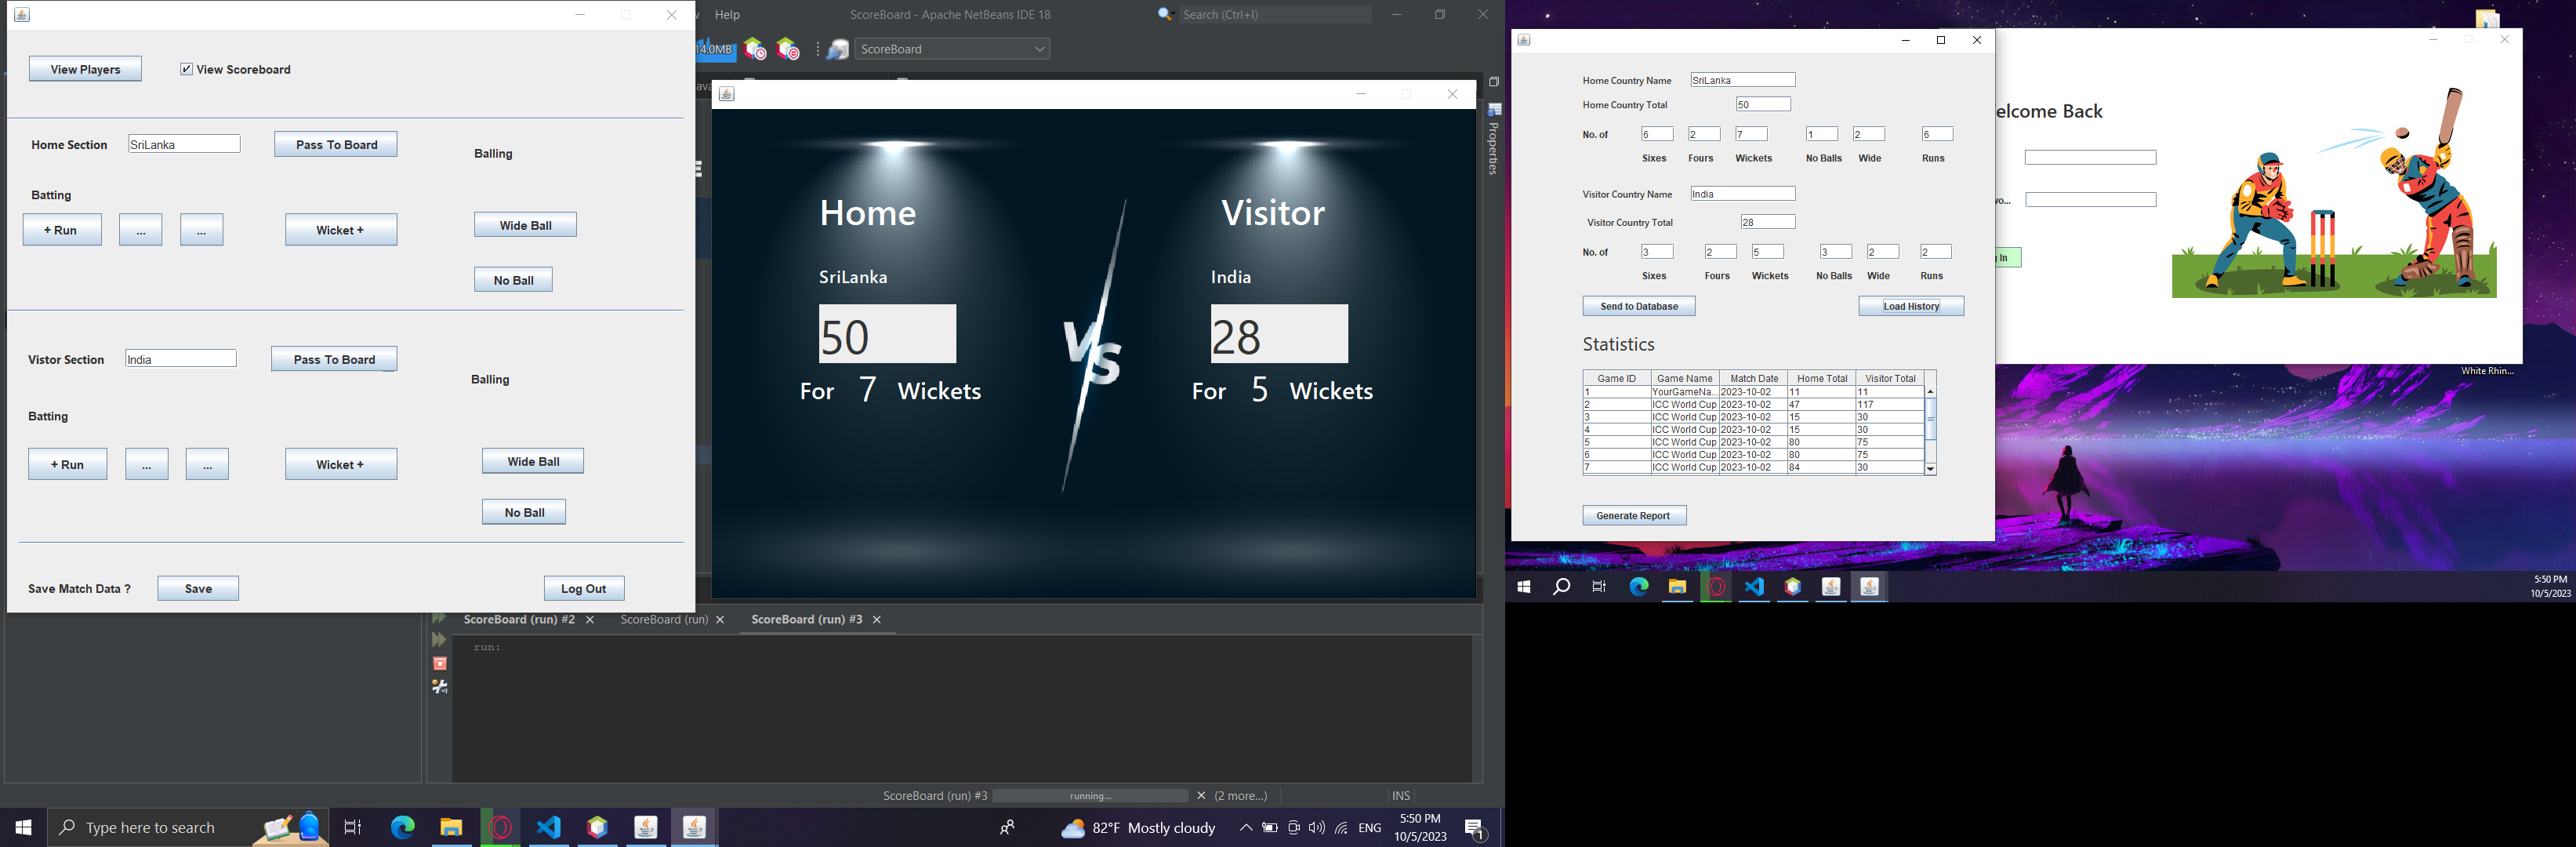 View Players
View Scoreboard
Home Section
SriLanka
Pass To Board
Balling
Batting
+ Run
...
...
Wicket +
Wide Ball
No Ball
Vistor Section
India
Pass To Board
Balling
Batting
+ Run
...
...
Wicket +
Wide Ball
No Ball
Save Match Data ?
Save
Log Out
Help
ScoreBoard - Apache NetBeans IDE 18
Search (Ctrl+I)
14.0MB
ScoreBoard
Properties
Home
Visitor
SriLanka
India
50
VS
28
For 7 Wickets
For 5 Wickets
ScoreBoard (run) #2
ScoreBoard (run)
ScoreBoard (run) #3
run:
ScoreBoard (run) #3
running...
(2 more...)
INS
Type here to search
82°F Mostly cloudy
ENG
5:50 PM
10/5/2023
1
Home Country Name
SriLanka
Home Country Total
50
No. of
6 2 7 1 2 6
Sixes Fours Wickets No Balls Wide Runs
Visitor Country Name
India
Visitor Country Total
28
No. of
3 2 5 3 2 2
Sixes Fours Wickets No Balls Wide Runs
Send to Database
Load History
Statistics
Game ID Game Name Match Date Home Total Visitor Total
1 YourGameNa... 2023-10-02 11 11
2 ICC World Cup 2023-10-02 47 117
3 ICC World Cup 2023-10-02 15 30
4 ICC World Cup 2023-10-02 15 30
5 ICC World Cup 2023-10-02 80 75
6 ICC World Cup 2023-10-02 80 75
7 ICC World Cup 2023-10-02 84 30
Generate Report
elcome Back
In
White Rhin...
5:50 PM
10/5/2023